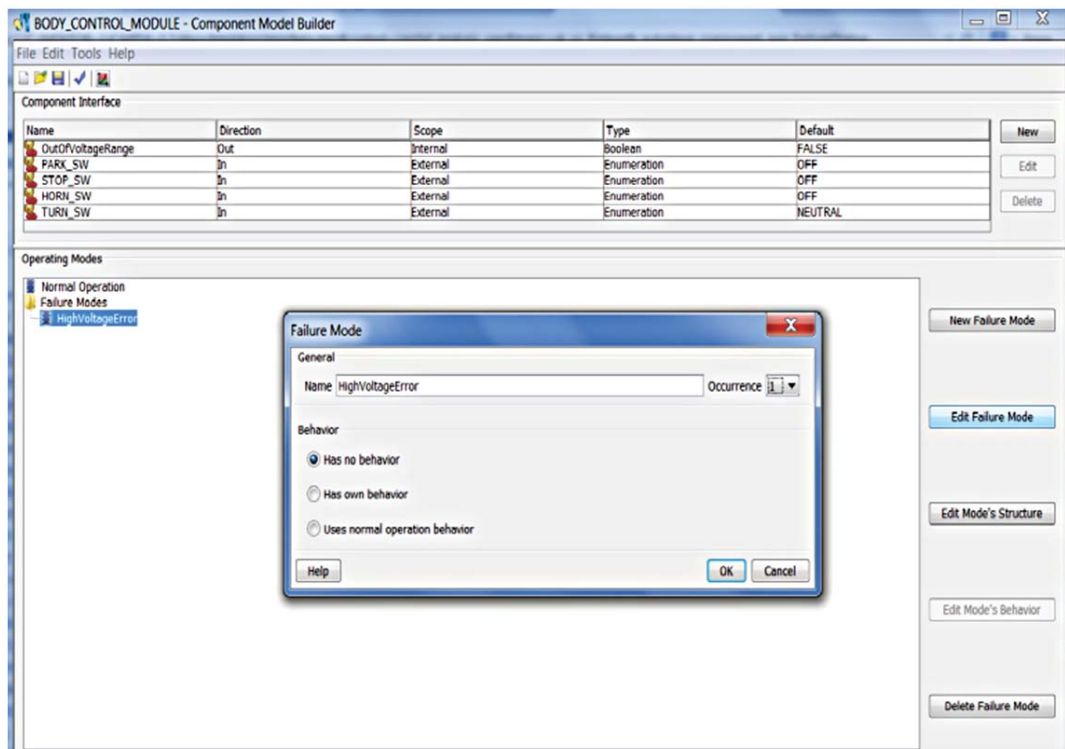 BODY_CONTROL_MODULE - Component Model Builder
File Edit Tools Help
Component Interface
Name Direction Scope Type Default
OutOfVoltageRange Out Internal Boolean FALSE
PARK_SW In External Enumeration OFF
STOP_SW In External Enumeration OFF
HORN_SW In External Enumeration OFF
TURN_SW In External Enumeration NEUTRAL
New
Edit
Delete
Operating Modes
Normal Operation
Failure Modes
HighVoltageError
Failure Mode
General
Name HighVoltageError Occurrence 1
Behavior
Has no behavior
Has own behavior
Uses normal operation behavior
Help OK Cancel
New Failure Mode
Edit Failure Mode
Edit Mode's Structure
Edit Mode's Behavior
Delete Failure Mode